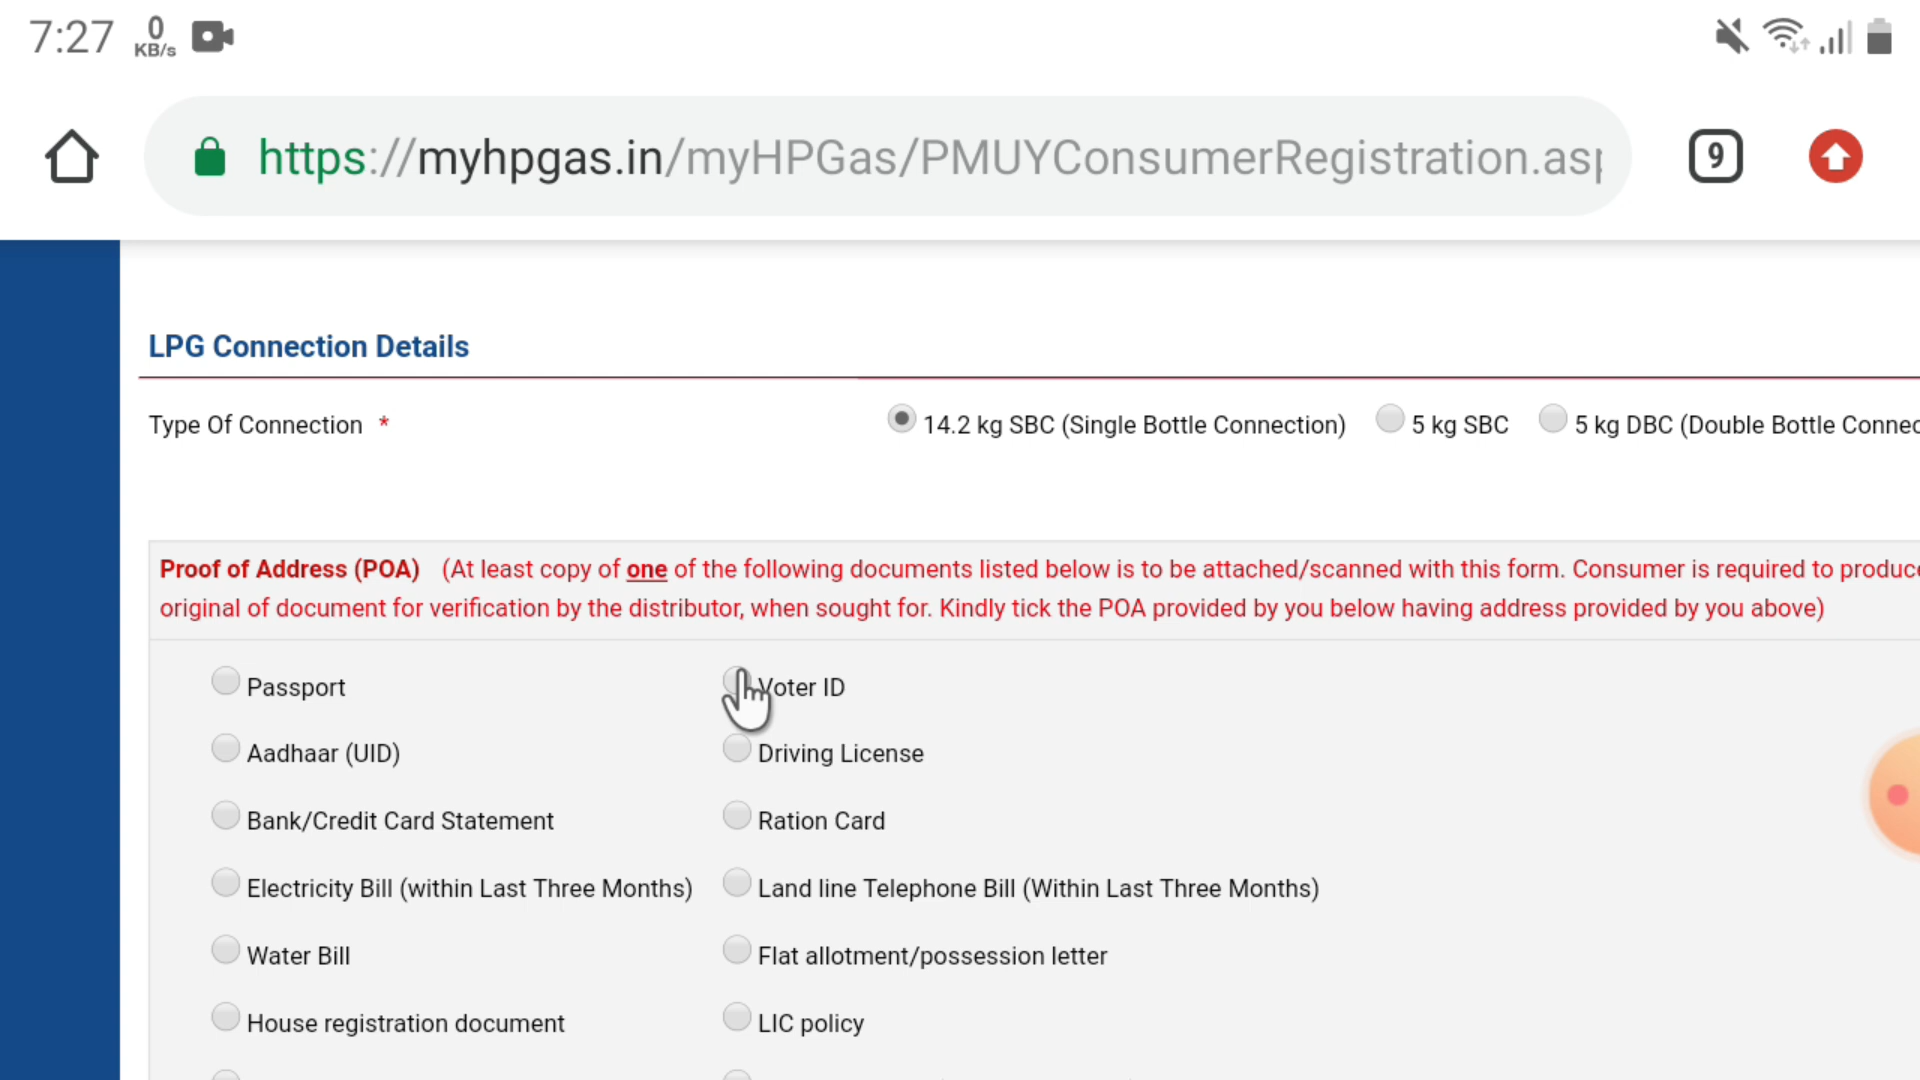 7:27 0 KB/s
https://myhpgas.in/myHPGas/PMUYConsumerRegistration.asp 9
LPG Connection Details
Type Of Connection * 14.2 kg SBC (Single Bottle Connection) 5 kg SBC 5 kg DBC (Double Bottle Connec
Proof of Address (POA) (At least copy of one of the following documents listed below is to be attached/scanned with this form. Consumer is required to produce
original of document for verification by the distributor, when sought for. Kindly tick the POA provided by you below having address provided by you above)
Passport Voter ID
Aadhaar (UID) Driving License
Bank/Credit Card Statement Ration Card
Electricity Bill (within Last Three Months) Land line Telephone Bill (Within Last Three Months)
Water Bill Flat allotment/possession letter
House registration document LIC policy